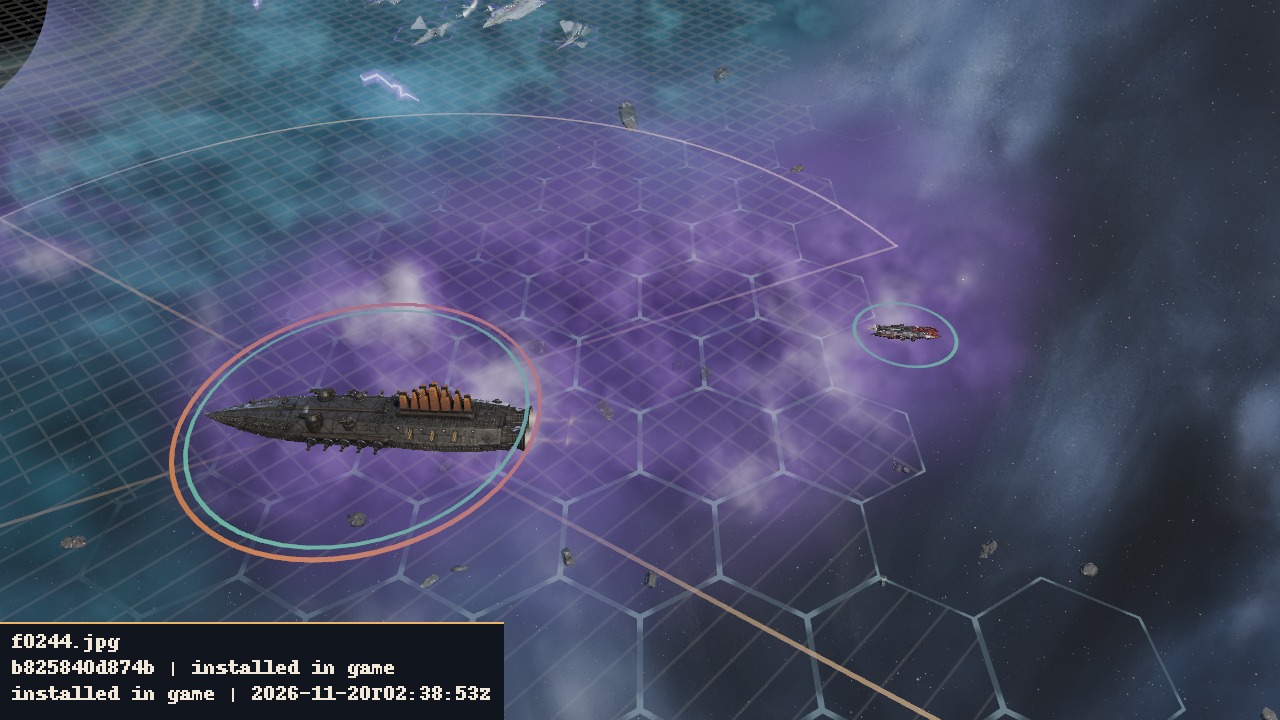 f0244.jpg
b825840d874b | installed in game
installed in game | 2026-11-20T02:38:53Z